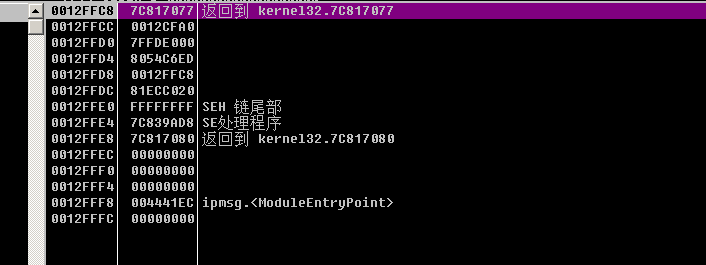 0012FFC8 7C817077 返回到 kernel32.7C817077
0012FFCC 0012CFA0
0012FFD0 7FFDE000
0012FFD4 8054C6ED
0012FFD8 0012FFC8
0012FFDC 81ECC020
0012FFE0 FFFFFFFF SEH 链尾部
0012FFE4 7C839AD8 SE处理程序
0012FFE8 7C817080 返回到 kernel32.7C817080
0012FFEC 00000000
0012FFF0 00000000
0012FFF4 00000000
0012FFF8 004441EC ipmsg.<ModuleEntryPoint>
0012FFFC 00000000